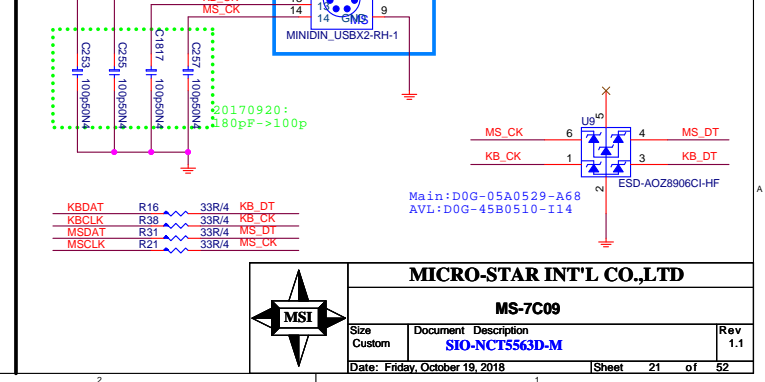 MS_CK
14
13
14
GND
MS
9
MINIDIN_USBX2-RH-1
C253
100p50N4
C255
100p50N4
C1817
100p50N4
C257
100p50N4
20170920:
180pF->100p
U9
5
MS_CK 6 4 MS_DT
KB_CK 1 3 KB_DT
2
ESD-AOZ8906CI-HF
Main:D0G-05A0529-A68
AVL:D0G-45B0510-I14
A
KBDAT R16 33R/4 KB_DT
KBCLK R38 33R/4 KB_CK
MSDAT R31 33R/4 MS_DT
MSCLK R21 33R/4 MS_CK
MSI
MICRO-STAR INT'L CO.,LTD
MS-7C09
Size Document Description Rev
Custom SIO-NCT5563D-M 1.1
Date: Friday, October 19, 2018 Sheet 21 of 52
2 1